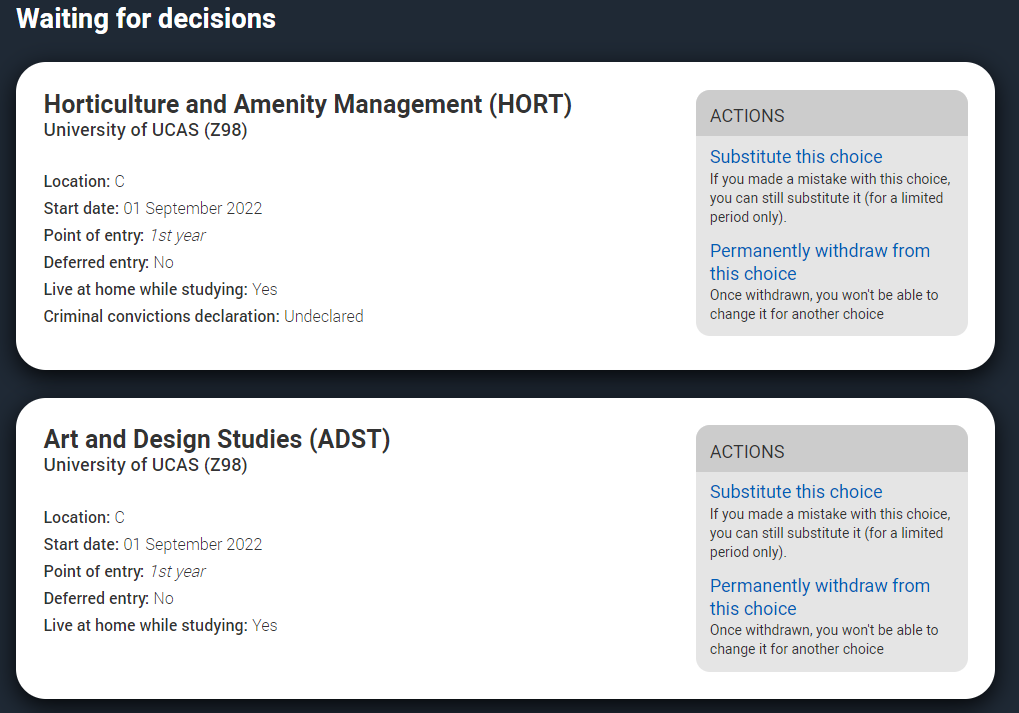 Waiting for decisions
Horticulture and Amenity Management (HORT)
University of UCAS (Z98)
Location: C
Start date: 01 September 2022
Point of entry: 1st year
Deferred entry: No
Live at home while studying: Yes
Criminal convictions declaration: Undeclared
ACTIONS
Substitute this choice
If you made a mistake with this choice,
you can still substitute it (for a limited
period only).
Permanently withdraw from
this choice
Once withdrawn, you won't be able to
change it for another choice
Art and Design Studies (ADST)
University of UCAS (Z98)
Location: C
Start date: 01 September 2022
Point of entry: 1st year
Deferred entry: No
Live at home while studying: Yes
ACTIONS
Substitute this choice
If you made a mistake with this choice,
you can still substitute it (for a limited
period only).
Permanently withdraw from
this choice
Once withdrawn, you won't be able to
change it for another choice